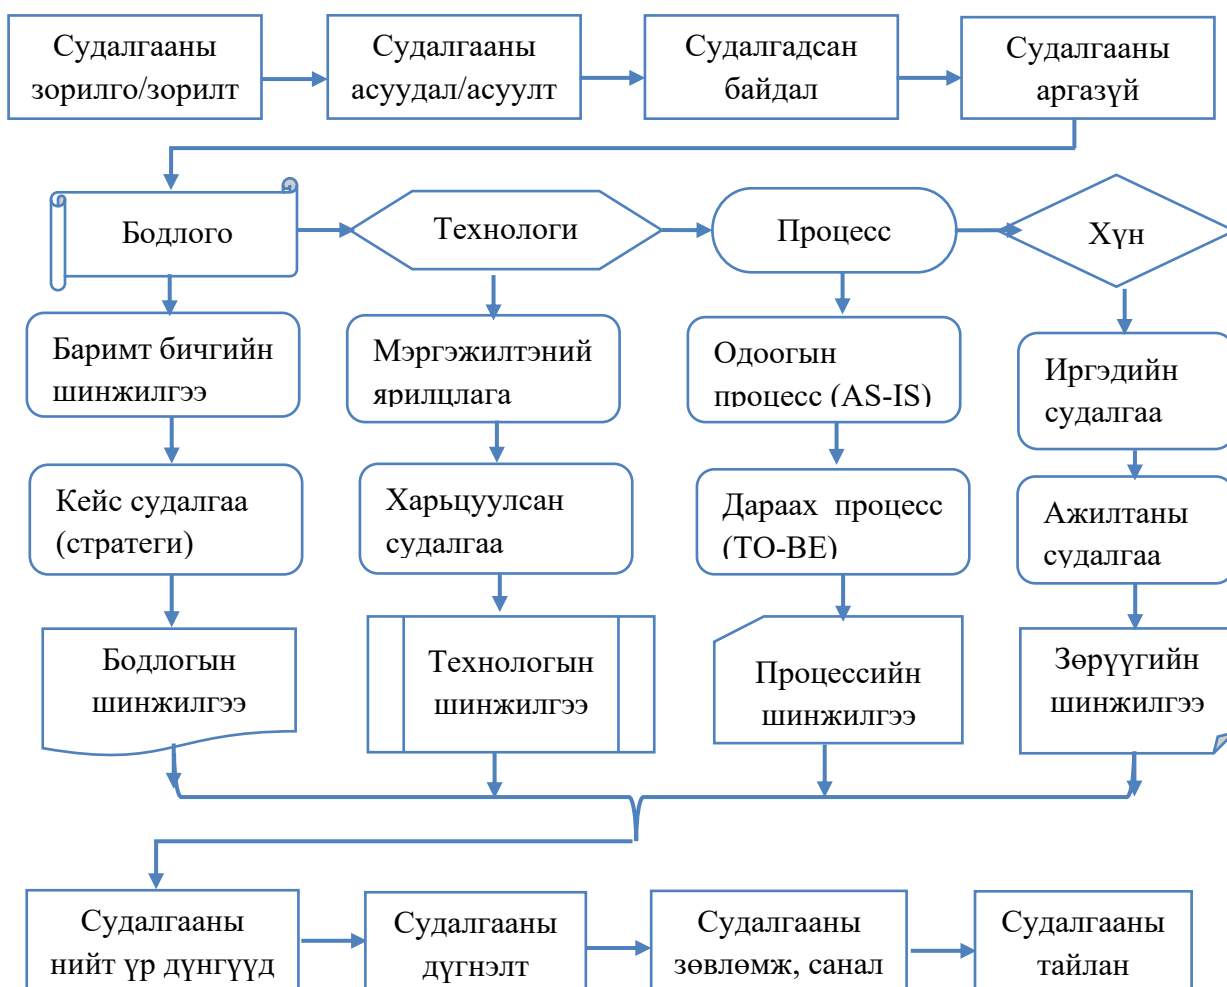 Судалгааны
зорилго/зорилт
Судалгааны
асуудал/асуулт
Судалгадсан
байдал
Судалгааны
аргазүй
Бодлого
Технологи
Процесс
Хүн
Баримт бичгийн
шинжилгээ
Мэргэжилтэний
ярилцлага
Одоогын
процесс (AS-IS)
Иргэдийн
судалгаа
Кейс судалгаа
(стратеги)
Харьцуулсан
судалгаа
Дараах процесс
(TO-BE)
Ажилтаны
судалгаа
Бодлогын
шинжилгээ
Технологын
шинжилгээ
Процессийн
шинжилгээ
Зөрүүгийн
шинжилгээ
Судалгааны
нийт үр дүнгүүд
Судалгааны
дүгнэлт
Судалгааны
зөвлөмж, санал
Судалгааны
тайлан